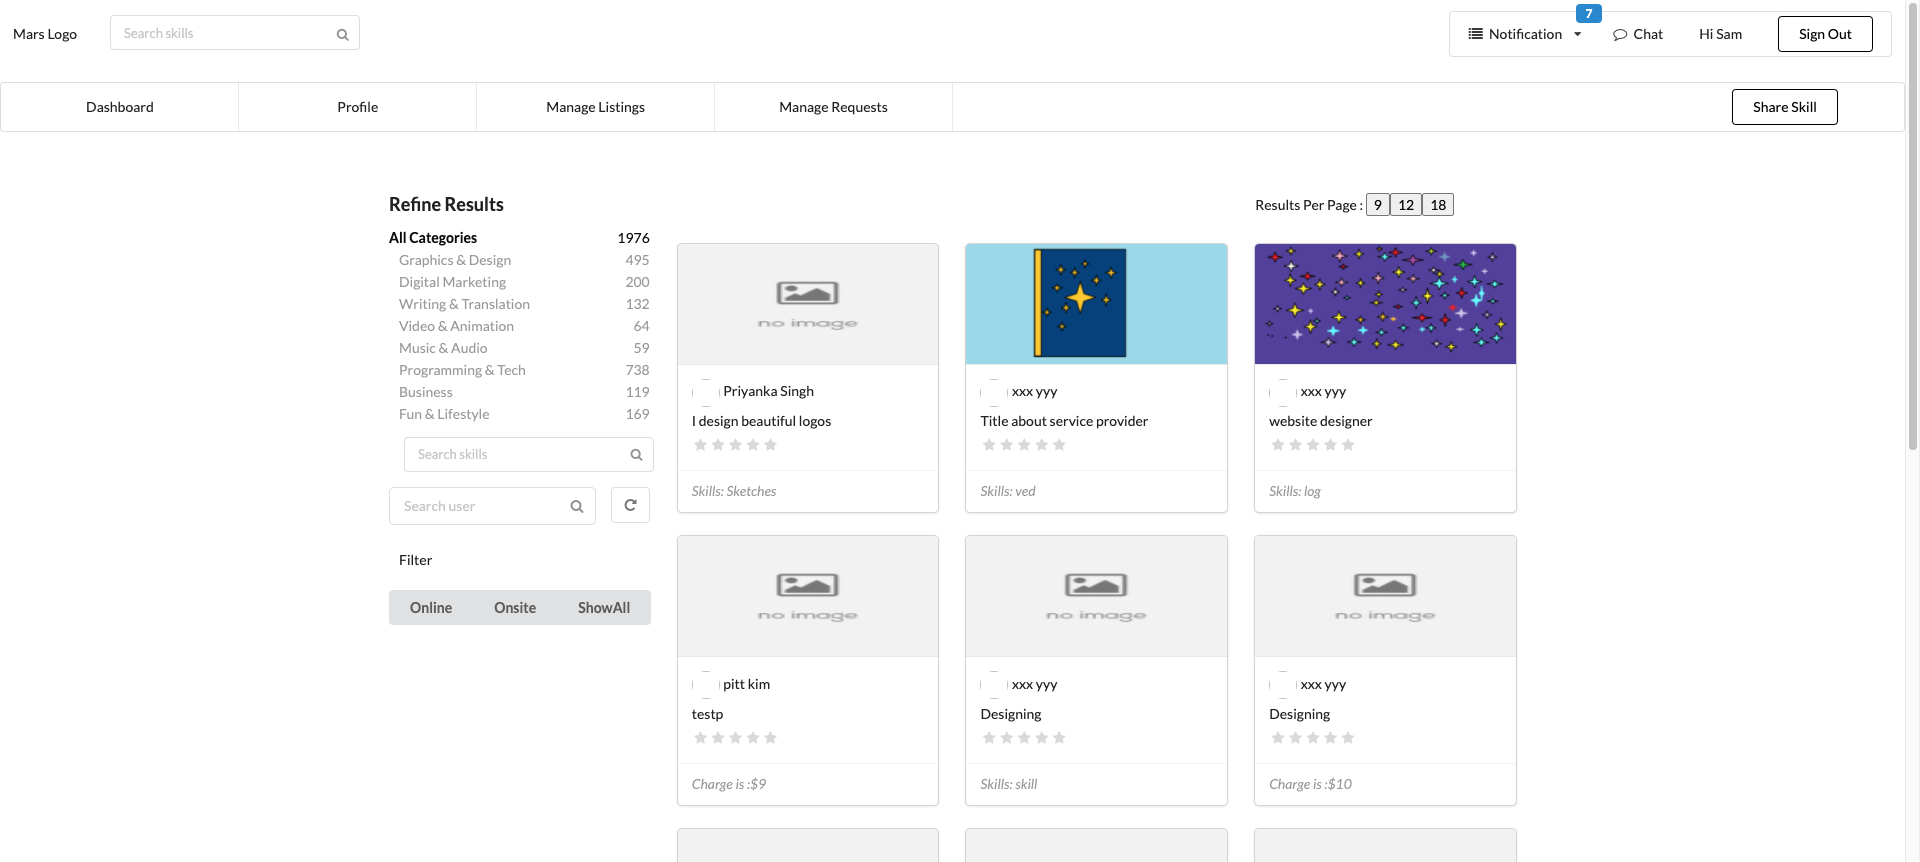 Mars Logo
Search skills
7
Notification
Chat
Hi Sam
Sign Out
Dashboard
Profile
Manage Listings
Manage Requests
Share Skill
Refine Results
All Categories 1976
Graphics & Design 495
Digital Marketing 200
Writing & Translation 132
Video & Animation 64
Music & Audio 59
Programming & Tech 738
Business 119
Fun & Lifestyle 169
Search skills
Search user
Filter
Online
Onsite
ShowAll
Results Per Page : 9 12 18
no image
Priyanka Singh
I design beautiful logos
Skills: Sketches
xxx yyy
Title about service provider
Skills: ved
xxx yyy
website designer
Skills: log
no image
pitt kim
testp
Charge is :$9
no image
xxx yyy
Designing
Skills: skill
no image
xxx yyy
Designing
Charge is :$10